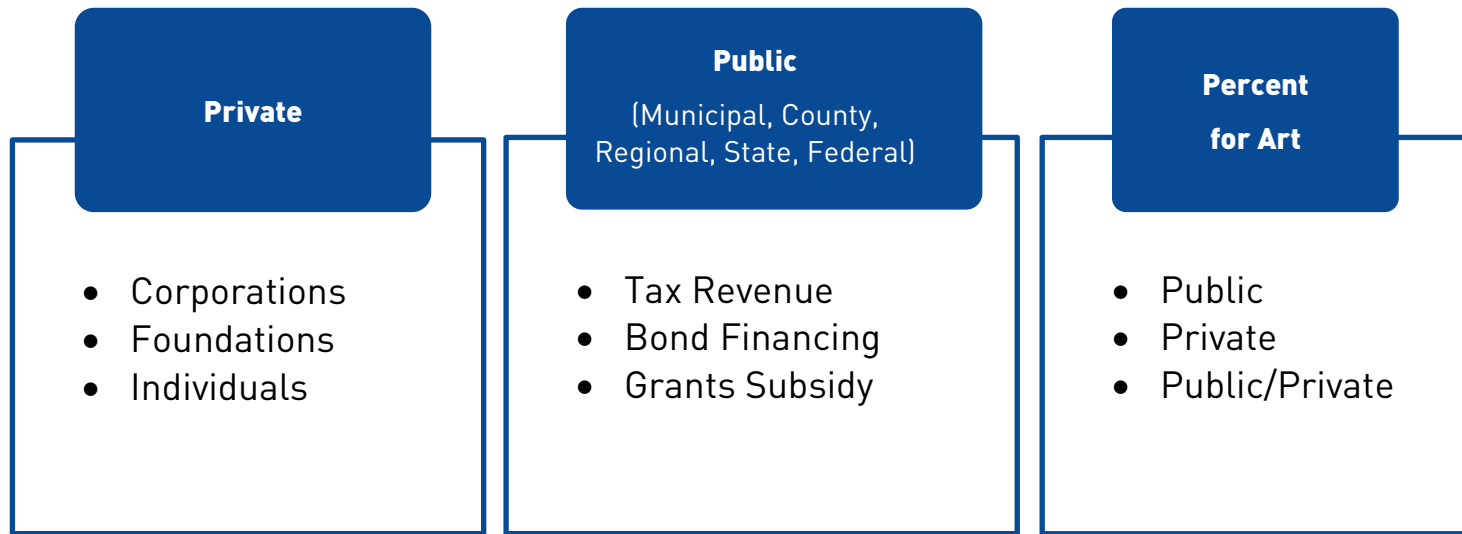 Private
• Corporations
• Foundations
• Individuals
Public
(Municipal, County,
Regional, State, Federal)
• Tax Revenue
• Bond Financing
• Grants Subsidy
Percent
for Art
• Public
• Private
• Public/Private